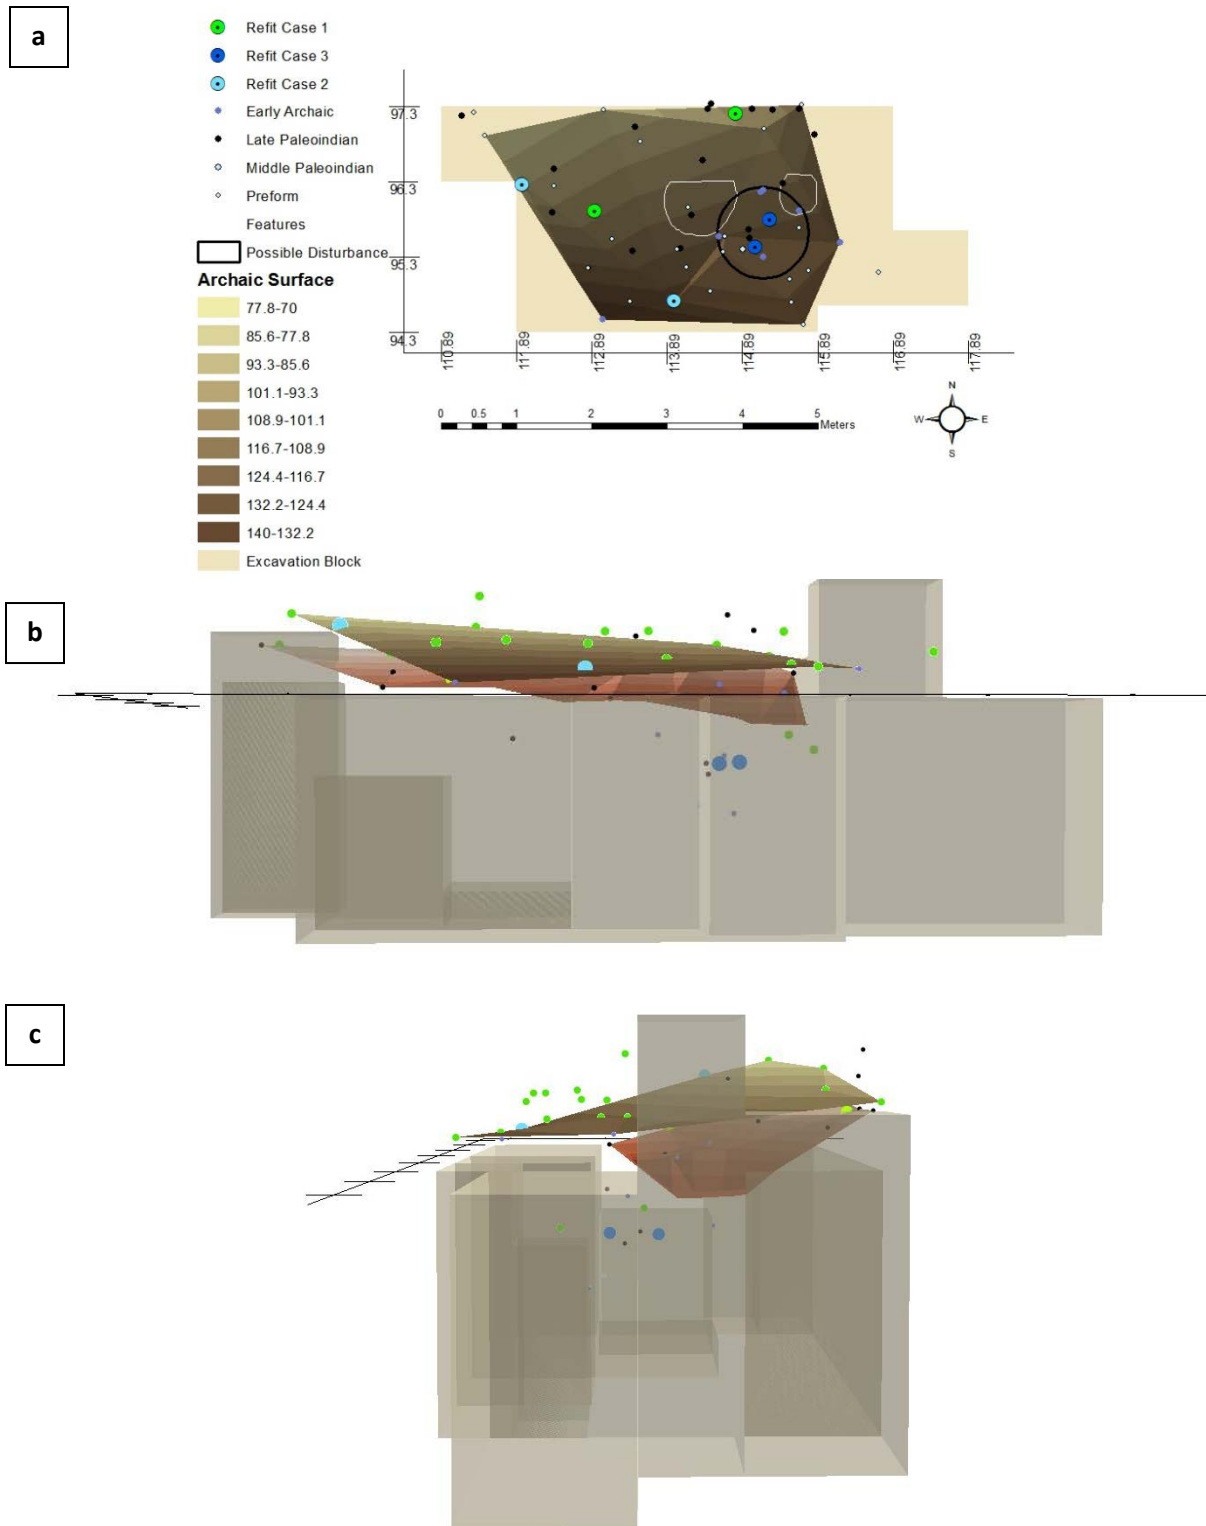 a
Refit Case 1
Refit Case 3
Refit Case 2
Early Archaic
Late Paleoindian
Middle Paleoindian
Preform
Features
Possible Disturbance
Archaic Surface
77.8-70
85.6-77.8
93.3-85.6
101.1-93.3
108.9-101.1
116.7-108.9
124.4-116.7
132.2-124.4
140-132.2
Excavation Block
97.3
96.3
95.3
94.3
110.89
111.89
112.89
113.89
114.89
115.89
116.89
117.89
0 0.5 1 2 3 4 5
Meters
N
W E
S
b
c